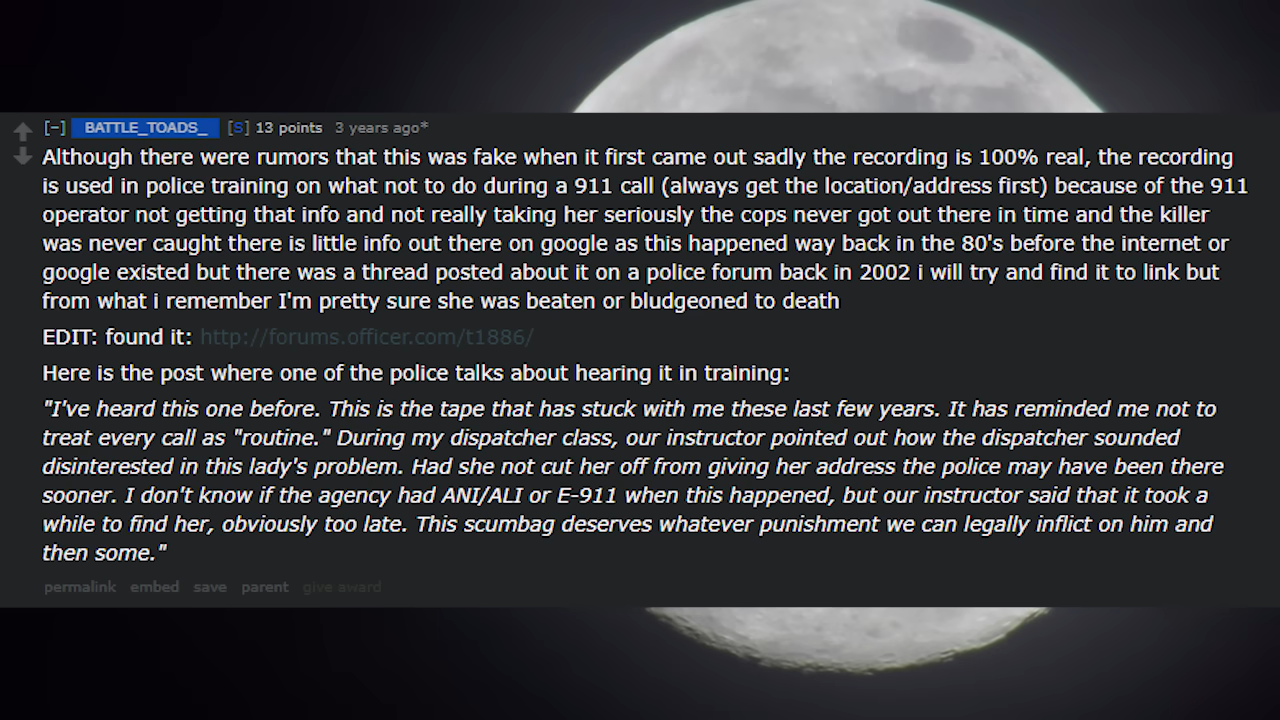 [−] BATTLE_TOADS_ [S] 13 points 3 years ago*
Although there were rumors that this was fake when it first came out sadly the recording is 100% real, the recording
is used in police training on what not to do during a 911 call (always get the location/address first) because of the 911
operator not getting that info and not really taking her seriously the cops never got out there in time and the killer
was never caught there is little info out there on google as this happened way back in the 80's before the internet or
google existed but there was a thread posted about it on a police forum back in 2002 i will try and find it to link but
from what i remember I'm pretty sure she was beaten or bludgeoned to death
EDIT: found it: http://forums.officer.com/t1886/
Here is the post where one of the police talks about hearing it in training:
"I've heard this one before. This is the tape that has stuck with me these last few years. It has reminded me not to
treat every call as "routine." During my dispatcher class, our instructor pointed out how the dispatcher sounded
disinterested in this lady's problem. Had she not cut her off from giving her address the police may have been there
sooner. I don't know if the agency had ANI/ALI or E-911 when this happened, but our instructor said that it took a
while to find her, obviously too late. This scumbag deserves whatever punishment we can legally inflict on him and
then some."
permalink embed save parent give award